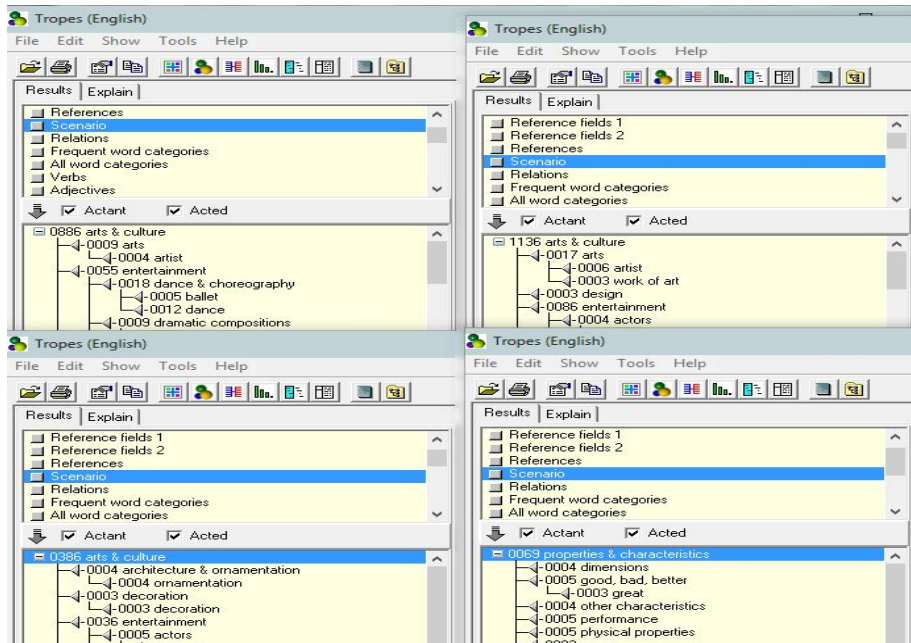 Tropes (English)
File Edit Show Tools Help
Results Explain
References
Scenario
Relations
Frequent word categories
All word categories
Verbs
Adjectives
Actant Acted
0886 arts & culture
0009 arts
0004 artist
0055 entertainment
0018 dance & choreography
0005 ballet
0012 dance
0009 dramatic compositions
Tropes (English)
File Edit Show Tools Help
Results Explain
Reference fields 1
Reference fields 2
References
Scenario
Relations
Frequent word categories
All word categories
Actant Acted
1136 arts & culture
0017 arts
0006 artist
0003 work of art
0003 design
0086 entertainment
0004 actors
Tropes (English)
File Edit Show Tools Help
Results Explain
Reference fields 1
Reference fields 2
References
Scenario
Relations
Frequent word categories
All word categories
Actant Acted
0386 arts & culture
0004 architecture & ornamentation
0004 ornamentation
0003 decoration
0003 decoration
0036 entertainment
0005 actors
Tropes (English)
File Edit Show Tools Help
Results Explain
Reference fields 1
Reference fields 2
References
Scenario
Relations
Frequent word categories
All word categories
Actant Acted
0069 properties & characteristics
0004 dimensions
0005 good, bad, better
0003 great
0004 other characteristics
0005 performance
0005 physical properties